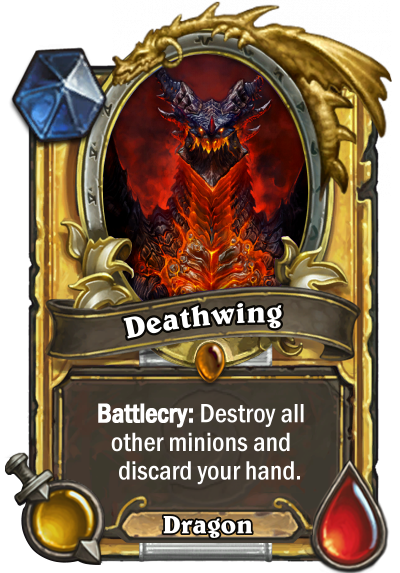 Deathwing
Battlecry: Destroy all
other minions and
discard your hand.
Dragon